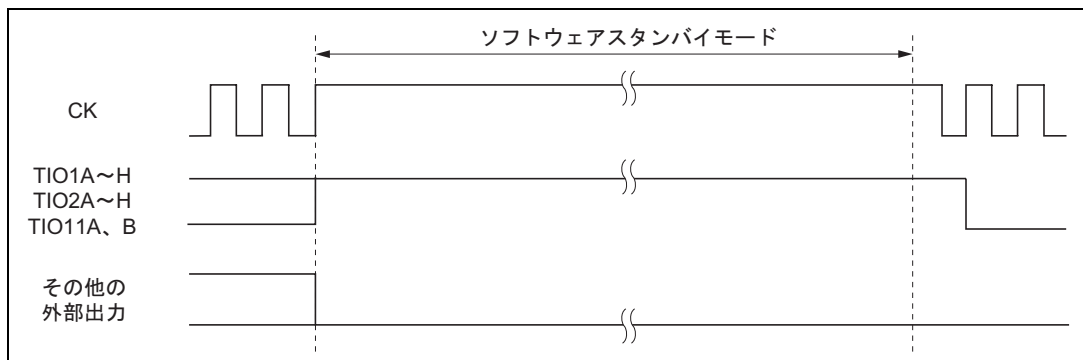 ソフトウェアスタンバイモード
CK
TIO1A～H
TIO2A～H
TIO11A、B
その他の
外部出力